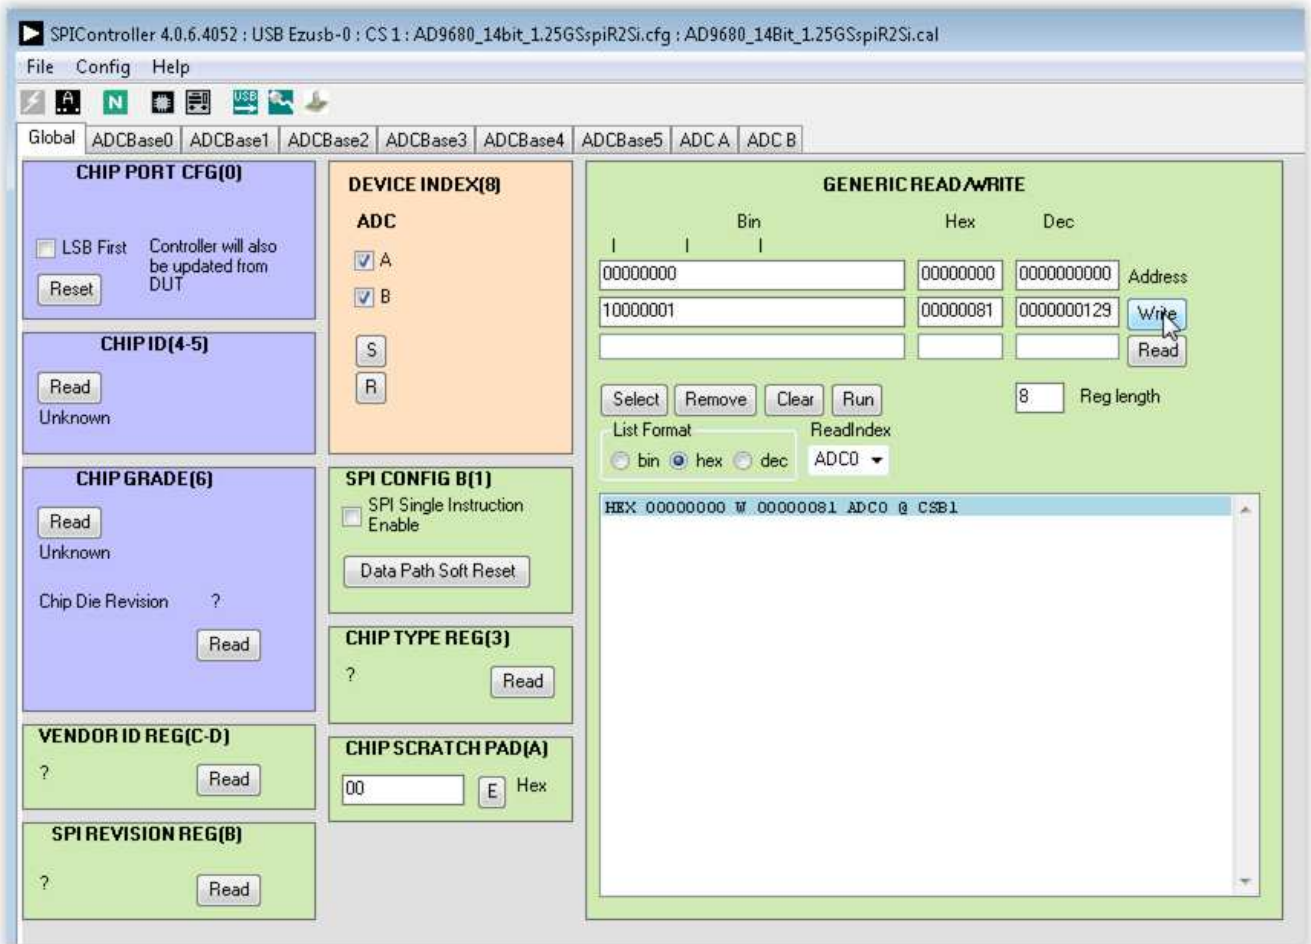 SPIController 4.0.6.4052 : USB Ezusb-0 : CS 1 : AD9680_14bit_1.25GSspiR2Si.cfg : AD9680_14Bit_1.25GSspiR2Si.cal
File Config Help
A N USB
Global ADCBase0 ADCBase1 ADCBase2 ADCBase3 ADCBase4 ADCBase5 ADC A ADC B
CHIP PORT CFG(0)
LSB First
Controller will also
be updated from
DUT
Reset
CHIP ID(4-5)
Read
Unknown
CHIP GRADE(6)
Read
Unknown
Chip Die Revision ?
Read
VENDOR ID REG(C-D)
? Read
SPI REVISION REG(B)
? Read
DEVICE INDEX(8)
ADC
A
B
S
R
SPI CONFIG B(1)
SPI Single Instruction
Enable
Data Path Soft Reset
CHIP TYPE REG(3)
? Read
CHIP SCRATCH PAD(A)
00 E Hex
GENERIC READ/WRITE
Bin Hex Dec
00000000 00000000 0000000000 Address
10000001 00000081 0000000129 Write
Read
Select Remove Clear Run 8 Reg length
List Format ReadIndex
bin hex dec ADC0
HEX 00000000 W 00000081 ADC0 @ CSB1